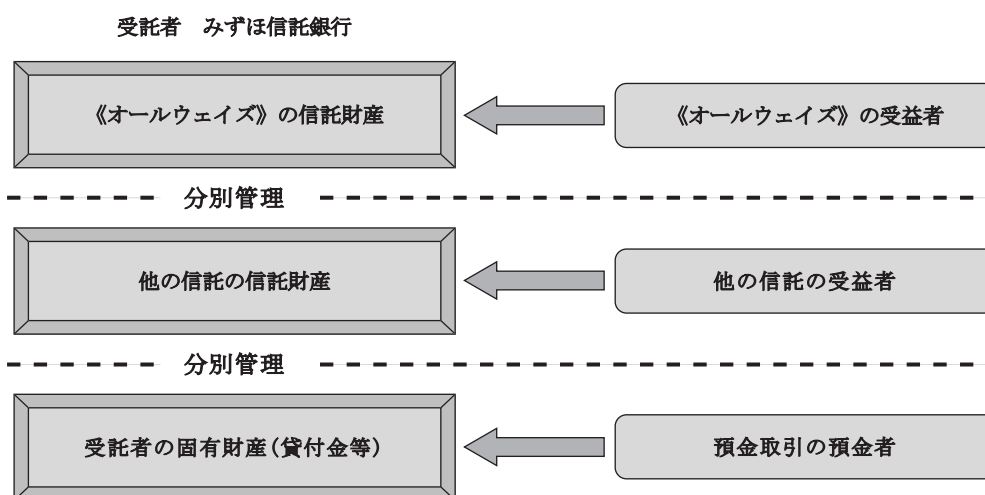 受託者　みずほ信託銀行
《オールウェイズ》の信託財産
《オールウェイズ》の受益者
分別管理
他の信託の信託財産
他の信託の受益者
分別管理
受託者の固有財産(貸付金等)
預金取引の預金者